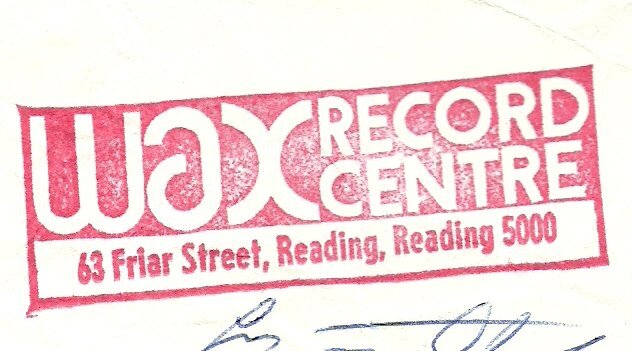 WAX RECORD CENTRE
63 Friar Street, Reading, Reading 5000